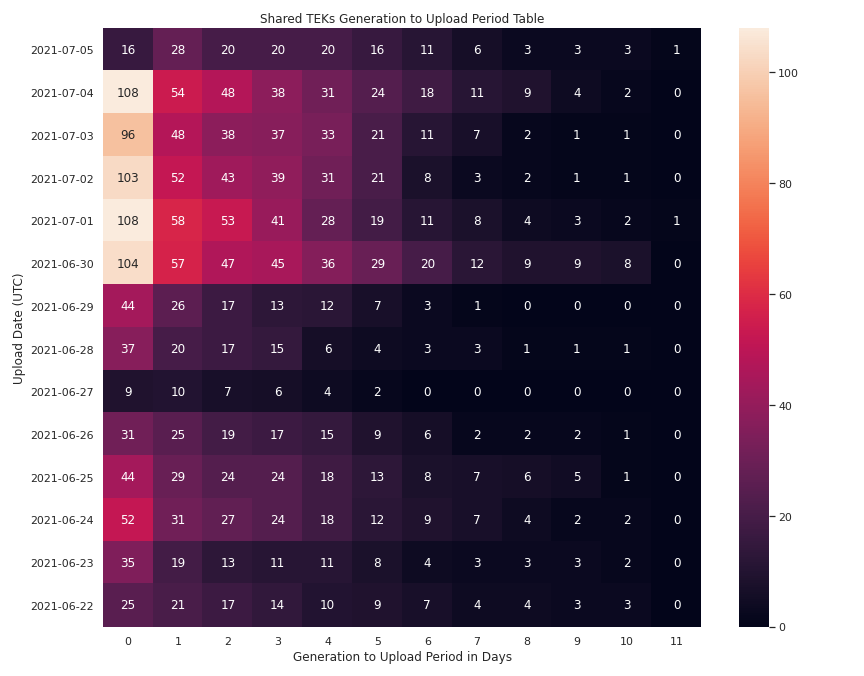 Shared TEKs Generation to Upload Period Table
Upload Date (UTC)
2021-07-05 16 28 20 20 20 16 11 6 3 3 3 1
2021-07-04 108 54 48 38 31 24 18 11 9 4 2 0
2021-07-03 96 48 38 37 33 21 11 7 2 1 1 0
2021-07-02 103 52 43 39 31 21 8 3 2 1 1 0
2021-07-01 108 58 53 41 28 19 11 8 4 3 2 1
2021-06-30 104 57 47 45 36 29 20 12 9 9 8 0
2021-06-29 44 26 17 13 12 7 3 1 0 0 0 0
2021-06-28 37 20 17 15 6 4 3 3 1 1 1 0
2021-06-27 9 10 7 6 4 2 0 0 0 0 0 0
2021-06-26 31 25 19 17 15 9 6 2 2 2 1 0
2021-06-25 44 29 24 24 18 13 8 7 6 5 1 0
2021-06-24 52 31 27 24 18 12 9 7 4 2 2 0
2021-06-23 35 19 13 11 11 8 4 3 3 3 2 0
2021-06-22 25 21 17 14 10 9 7 4 4 3 3 0
0 1 2 3 4 5 6 7 8 9 10 11
Generation to Upload Period in Days
100
80
60
40
20
0